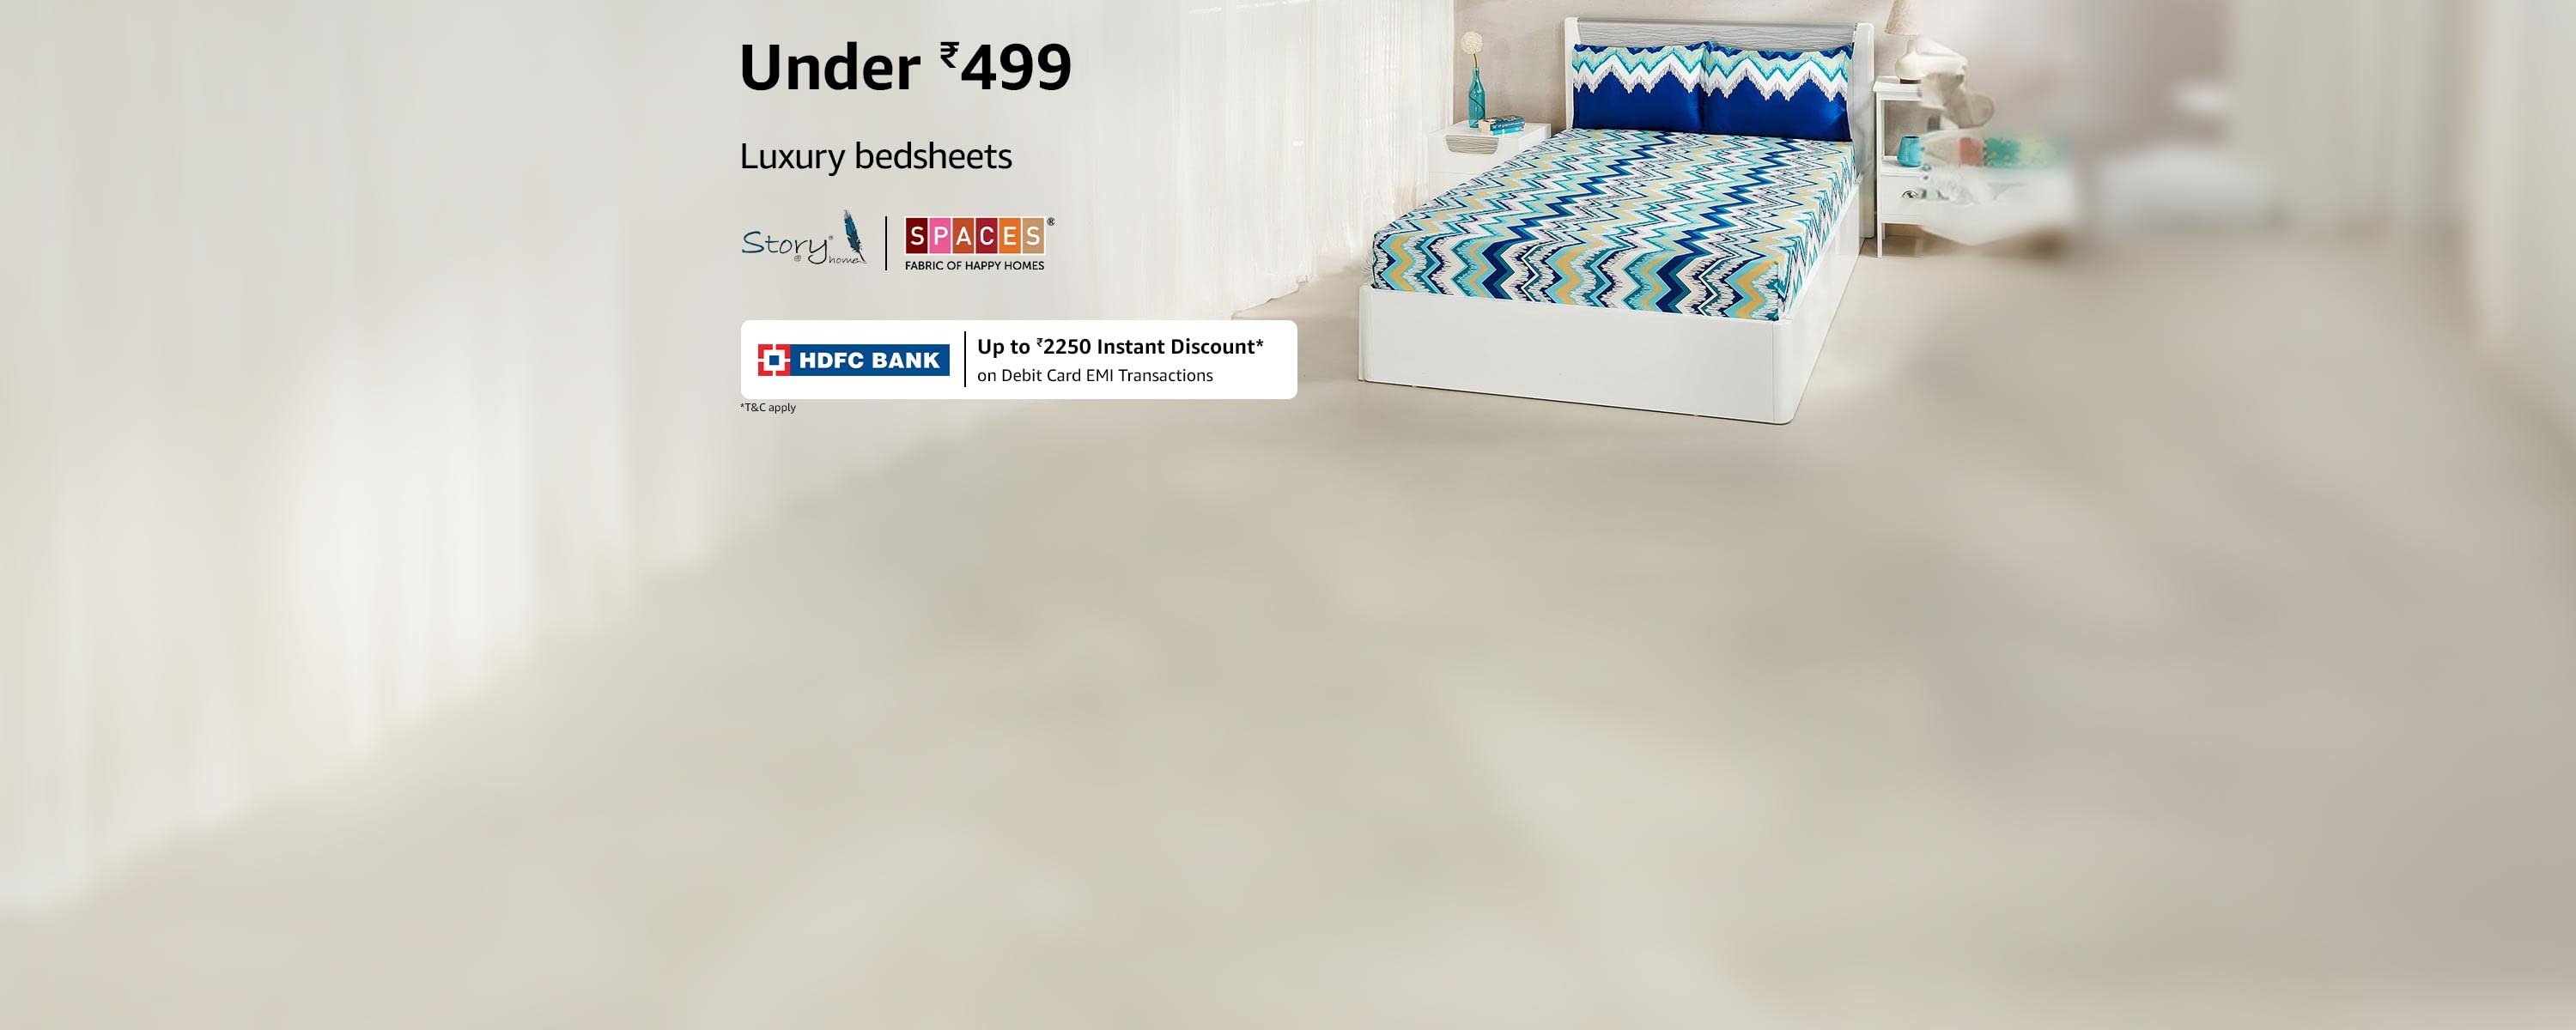 Under ₹499
Luxury bedsheets
Story@home
SPACES®
FABRIC OF HAPPY HOMES
HDFC BANK
Up to ₹2250 Instant Discount*
on Debit Card EMI Transactions
*T&C apply